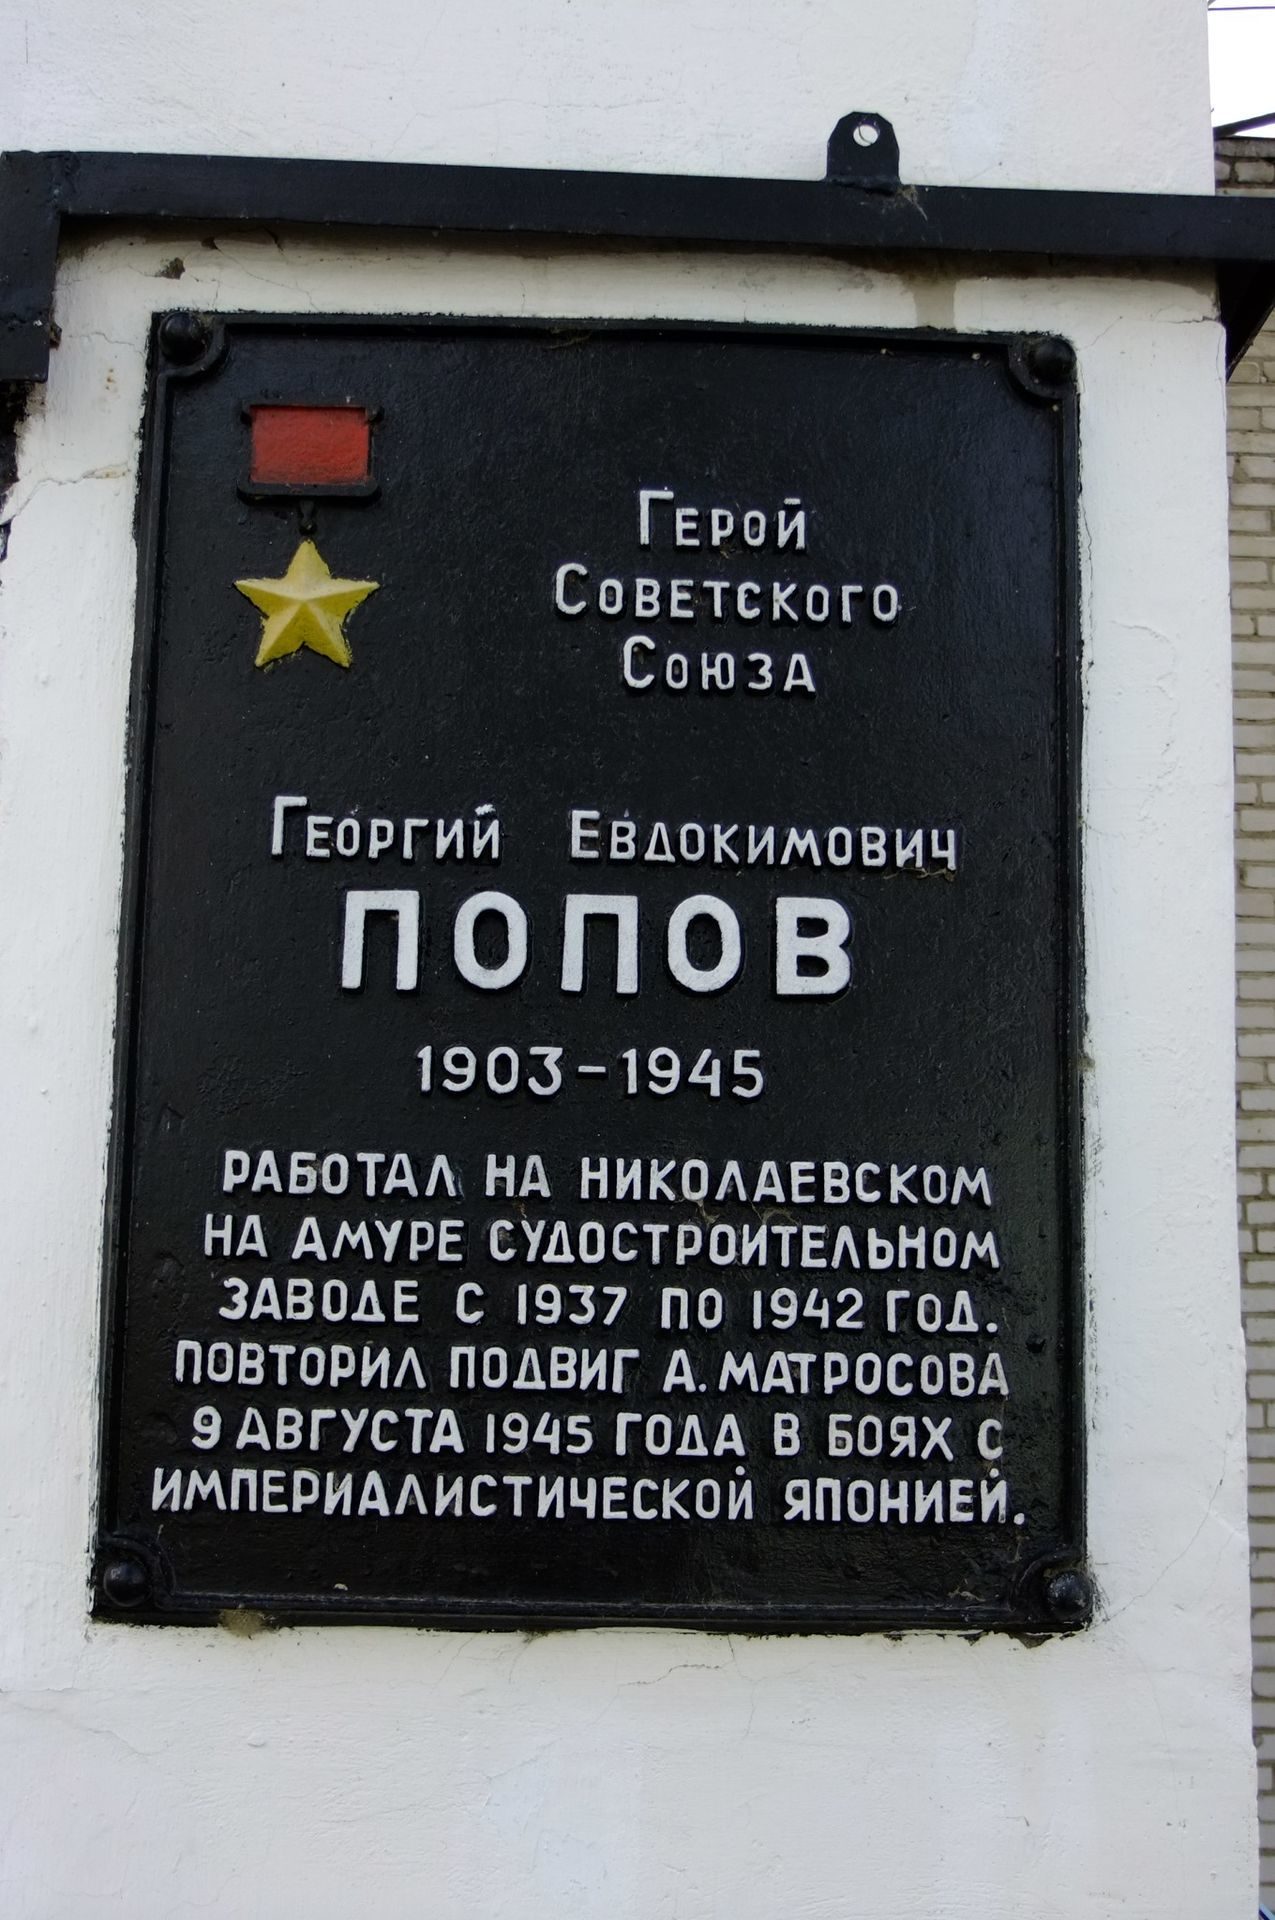 Герой
Советского
Союза
Георгий Евдокимович
ПОПОВ
1903-1945
РАБОТАЛ НА НИКОЛАЕВСКОМ
НА АМУРЕ СУДОСТРОИТЕЛЬНОМ
ЗАВОДЕ С 1937 ПО 1942 ГОД.
ПОВТОРИЛ ПОДВИГ А. МАТРОСОВА
9 АВГУСТА 1945 ГОДА В БОЯХ С
ИМПЕРИАЛИСТИЧЕСКОЙ ЯПОНИЕЙ.